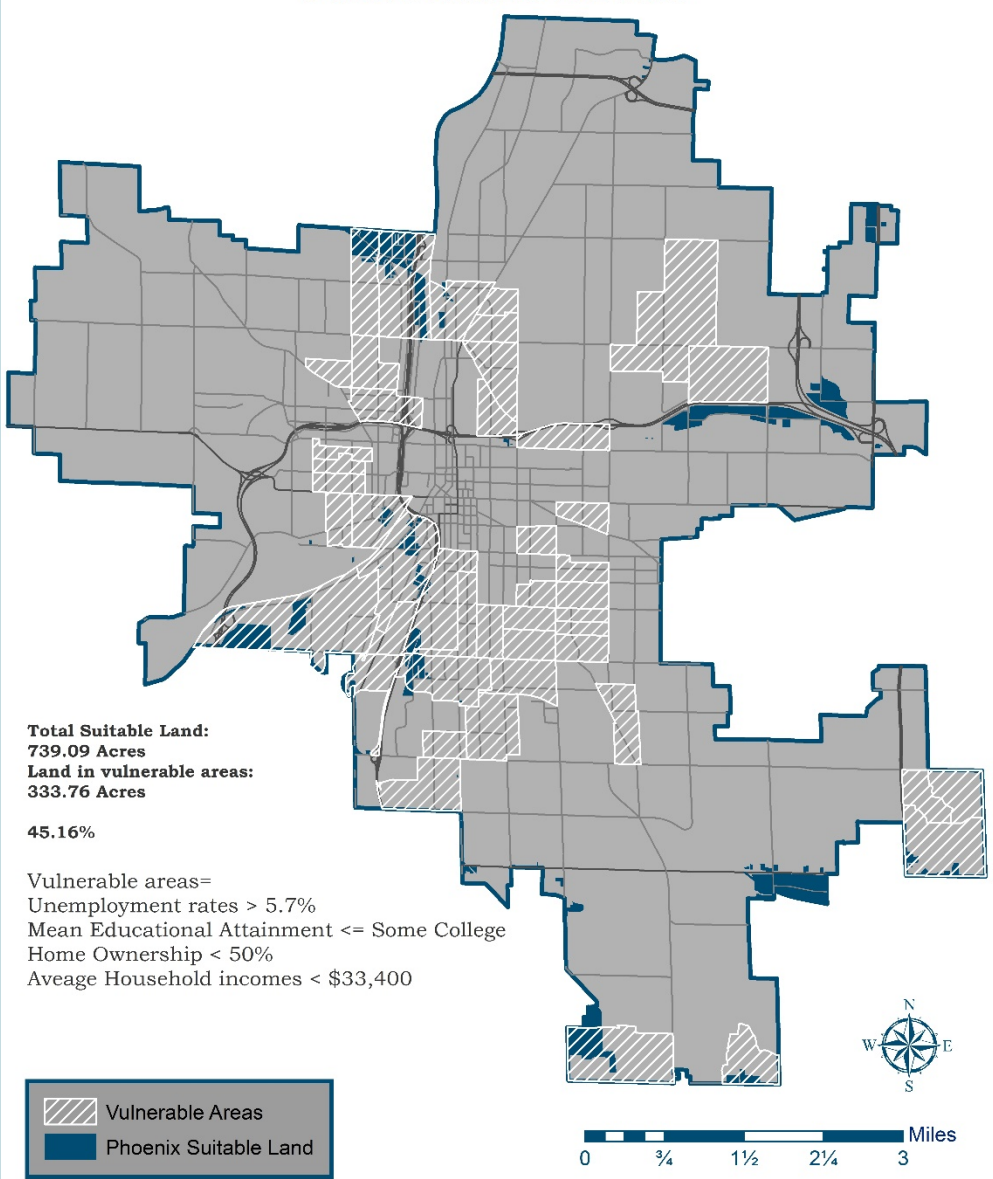 Total Suitable Land:
739.09 Acres
Land in vulnerable areas:
333.76 Acres
45.16%
Vulnerable areas=
Unemployment rates > 5.7%
Mean Educational Attainment <= Some College
Home Ownership < 50%
Aveage Household incomes < $33,400
N
W E
S
Vulnerable Areas
Phoenix Suitable Land
Miles
0 ¾ 1½ 2¼ 3